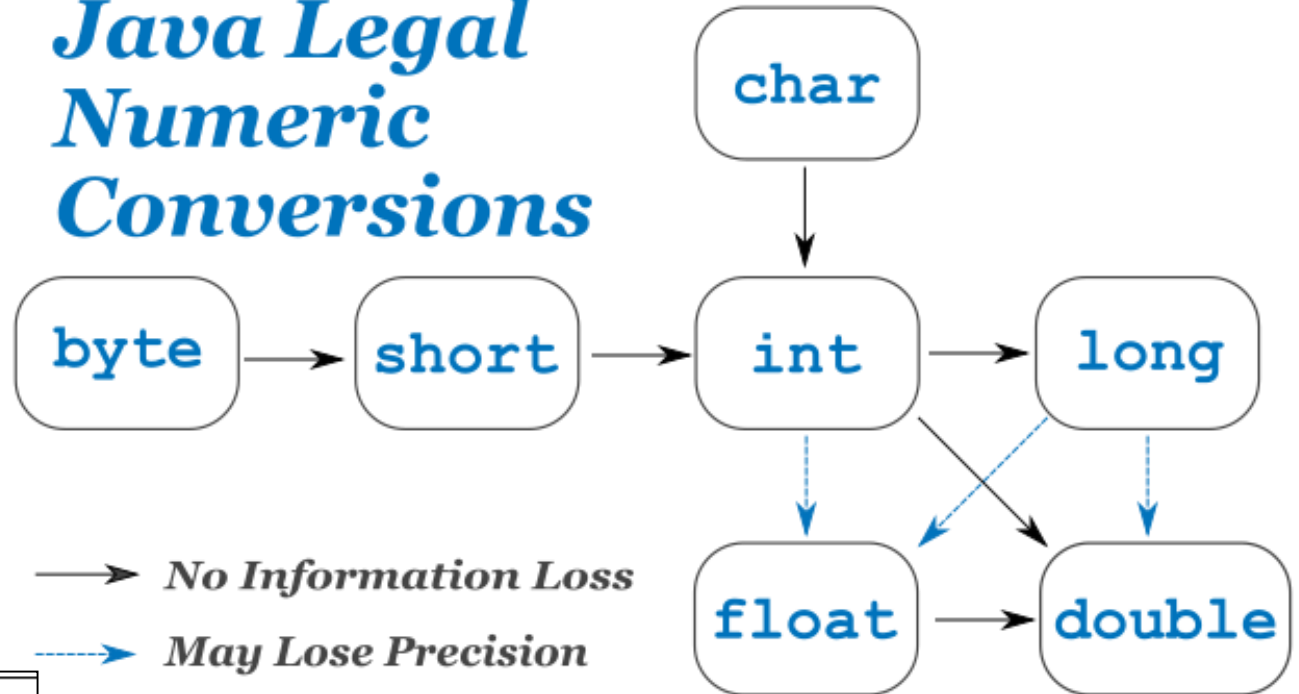 Java Legal
Numeric
Conversions
char
byte
short
int
long
No Information Loss
May Lose Precision
float
double